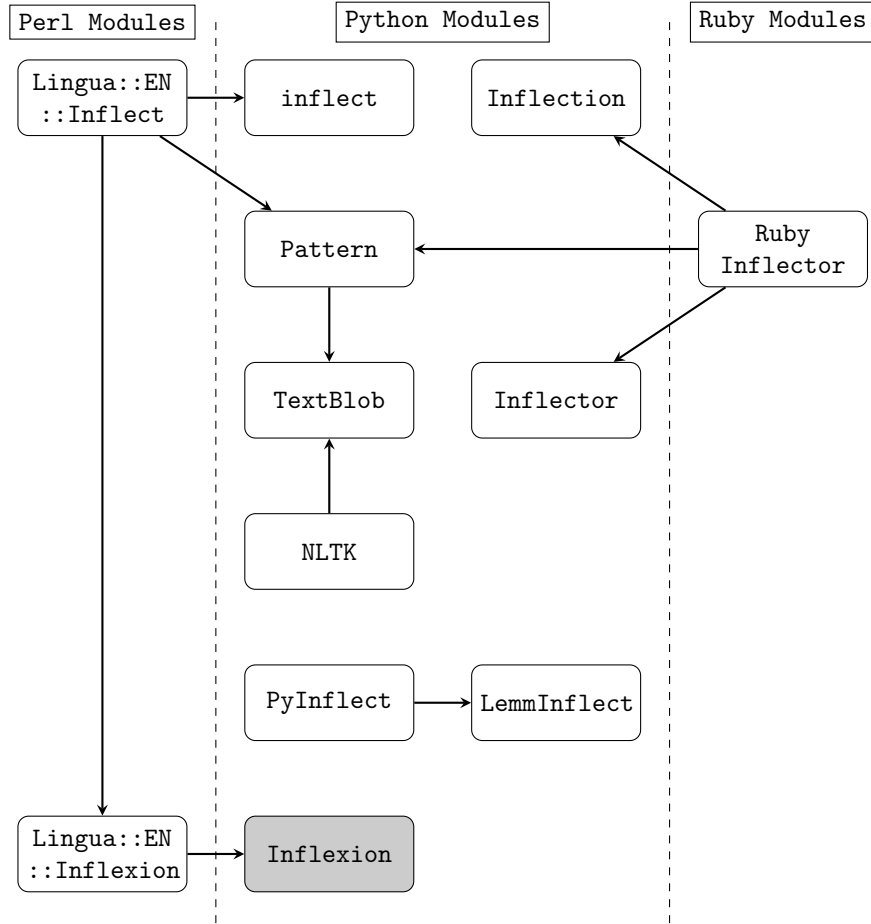 Perl Modules
Python Modules
Ruby Modules
Lingua::EN
::Inflect
inflect
Inflection
Pattern
Ruby
Inflector
TextBlob
Inflector
NLTK
PyInflect
LemmInflect
Lingua::EN
::Inflexion
Inflexion